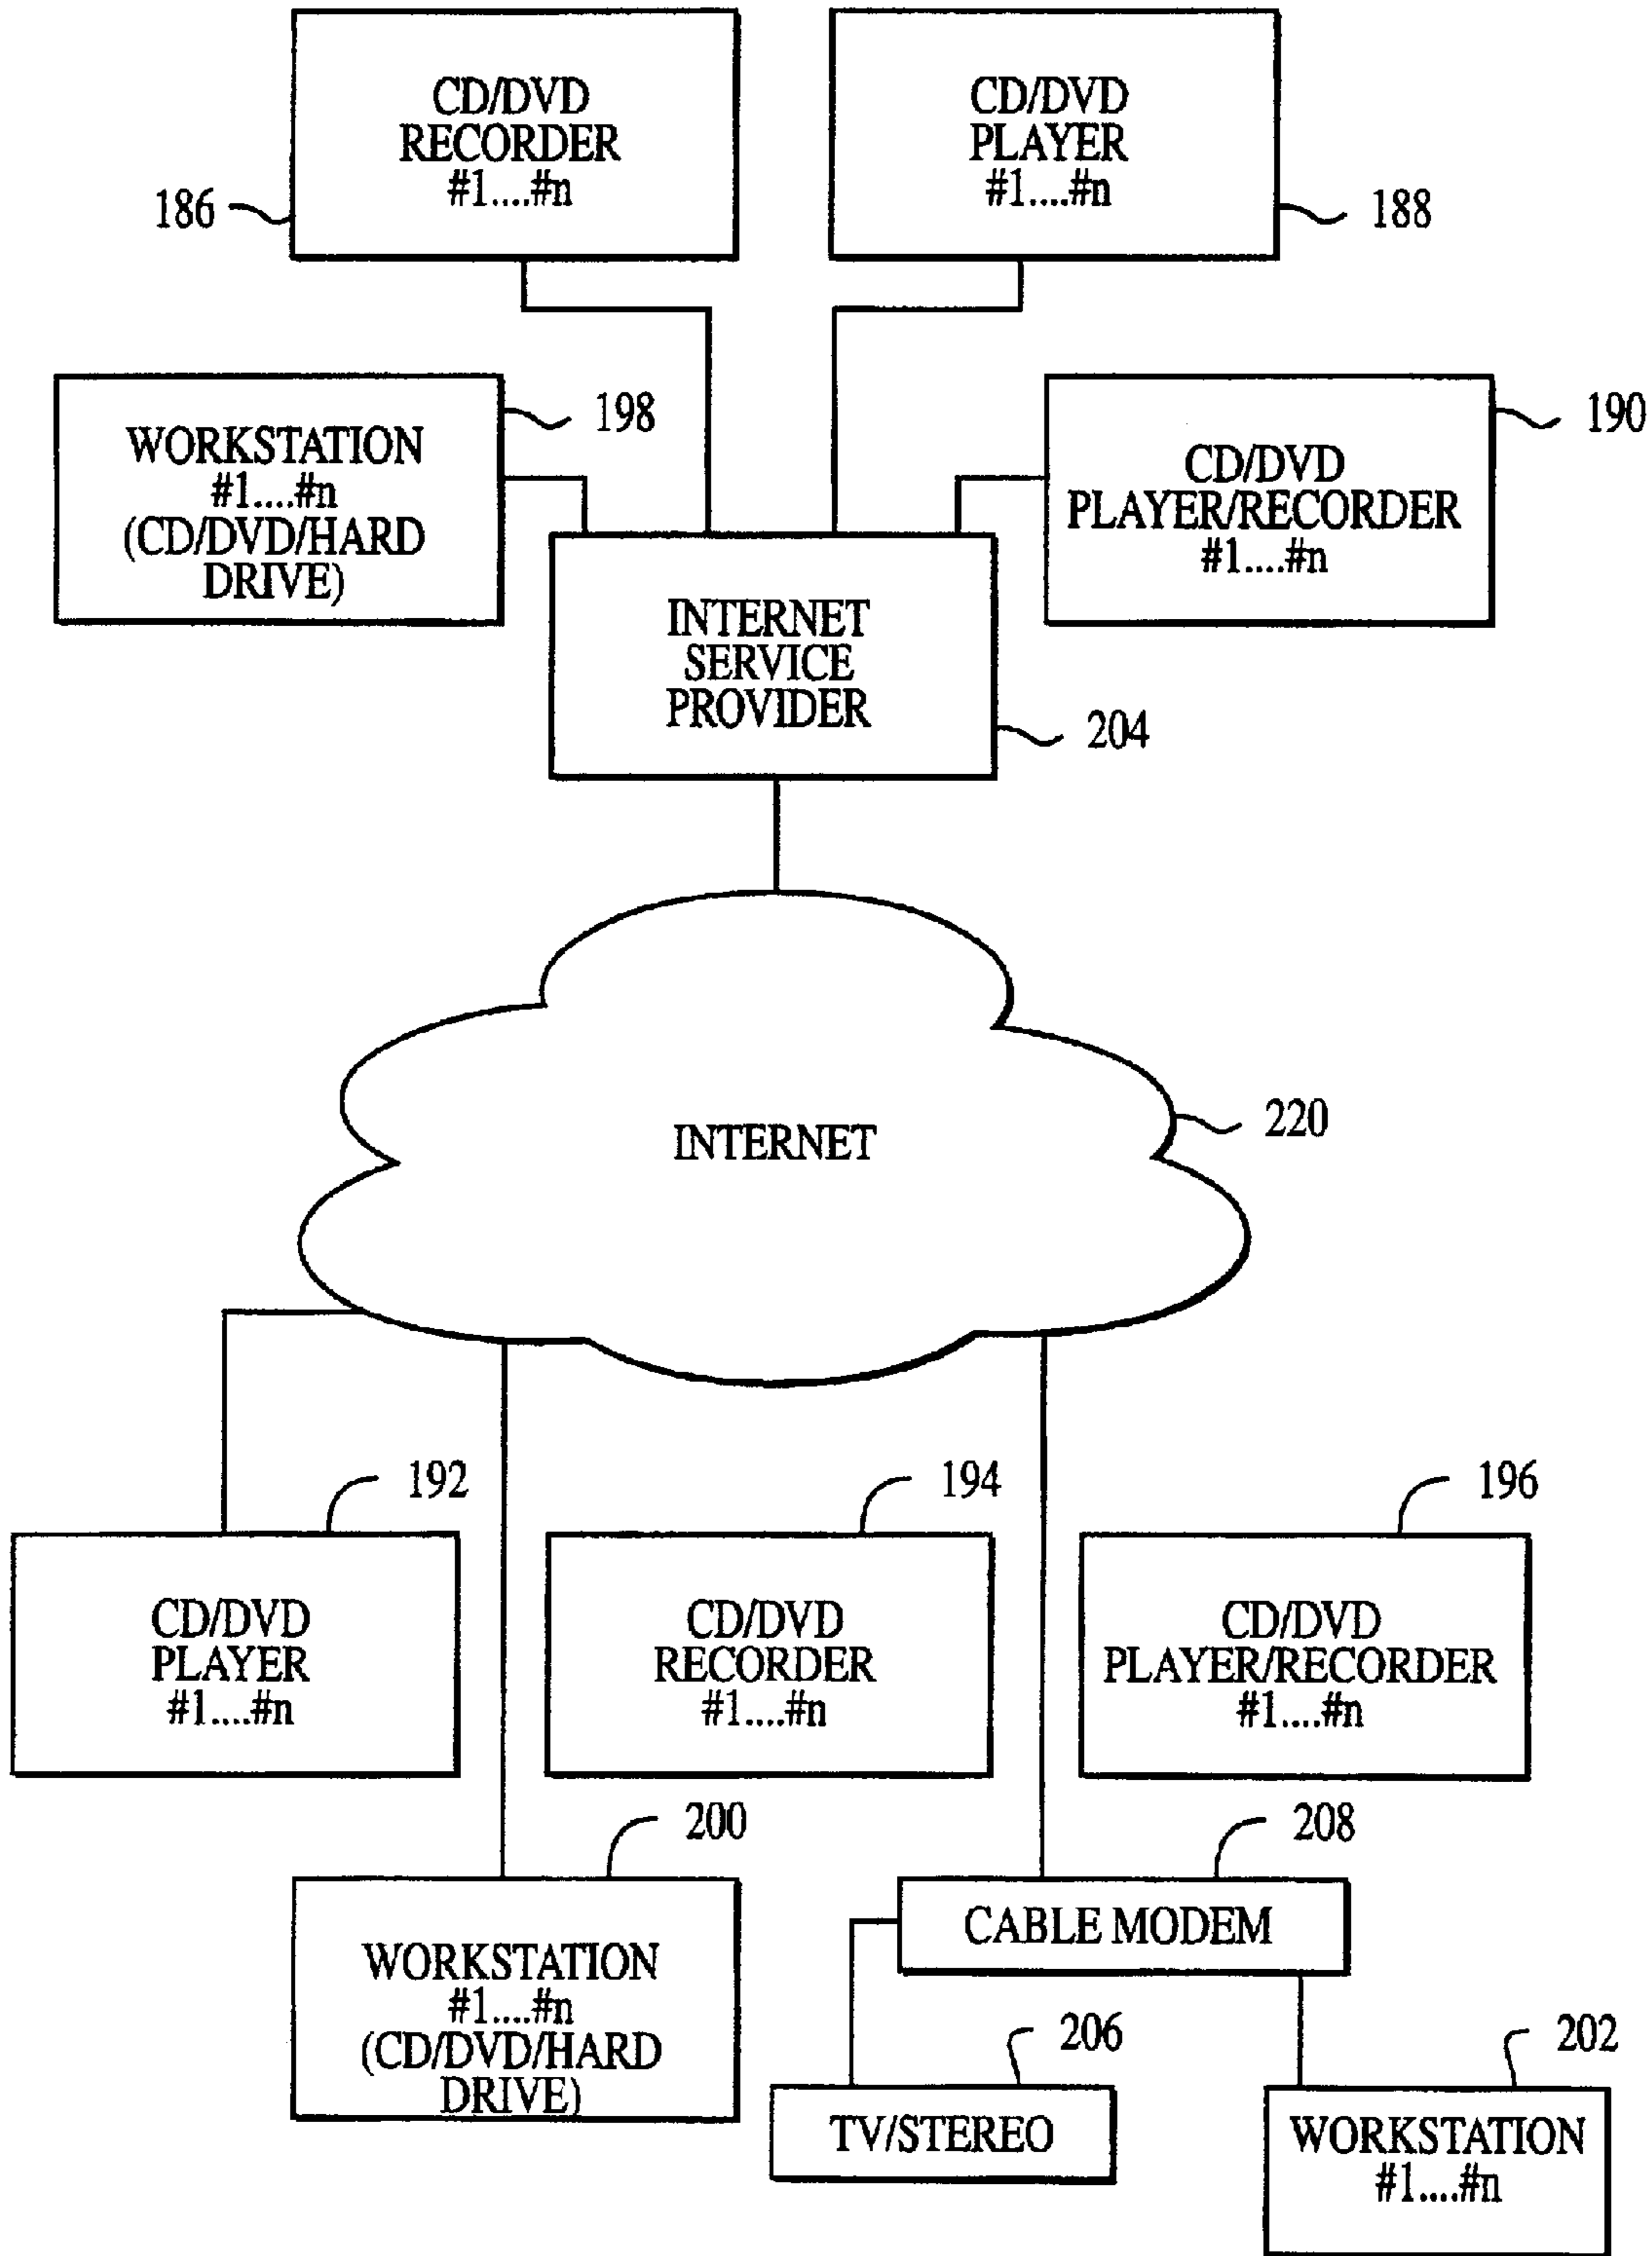 CD/DVD
RECORDER
#1....#n
186
CD/DVD
PLAYER
#1....#n
188
WORKSTATION
#1....#n
(CD/DVD/HARD
DRIVE)
198
CD/DVD
PLAYER/RECORDER
#1....#n
190
INTERNET
SERVICE
PROVIDER
204
INTERNET
220
192
CD/DVD
PLAYER
#1....#n
194
CD/DVD
RECORDER
#1....#n
196
CD/DVD
PLAYER/RECORDER
#1....#n
200
WORKSTATION
#1....#n
(CD/DVD/HARD
DRIVE)
208
CABLE MODEM
206
TV/STEREO
202
WORKSTATION
#1....#n